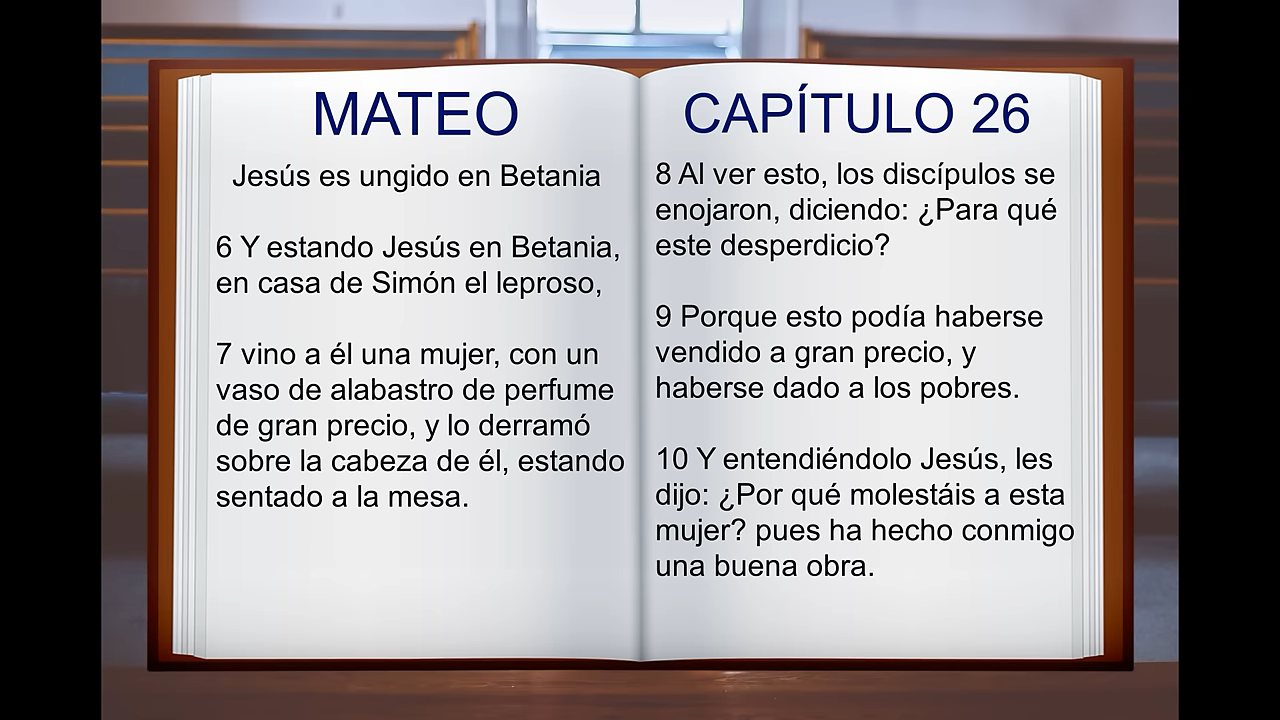 MATEO
Jesús es ungido en Betania
6 Y estando Jesús en Betania,
en casa de Simón el leproso,
7 vino a él una mujer, con un
vaso de alabastro de perfume
de gran precio, y lo derramó
sobre la cabeza de él, estando
sentado a la mesa.
CAPÍTULO 26
8 Al ver esto, los discípulos se
enojaron, diciendo: ¿Para qué
este desperdicio?
9 Porque esto podía haberse
vendido a gran precio, y
haberse dado a los pobres.
10 Y entendiéndolo Jesús, les
dijo: ¿Por qué molestáis a esta
mujer? pues ha hecho conmigo
una buena obra.